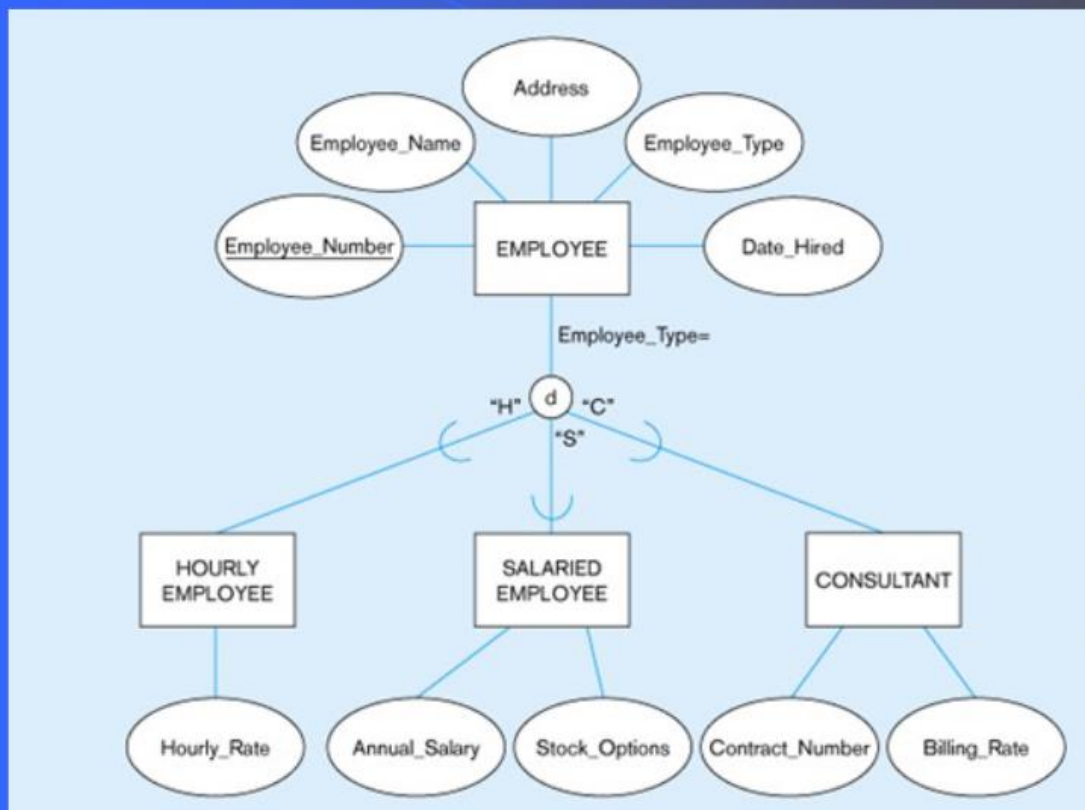 Address
Employee_Name
Employee_Type
Employee_Number
EMPLOYEE
Date_Hired
Employee_Type=
"H"
d
"C"
"S"
HOURLY
EMPLOYEE
SALARIED
EMPLOYEE
CONSULTANT
Hourly_Rate
Annual_Salary
Stock_Options
Contract_Number
Billing_Rate